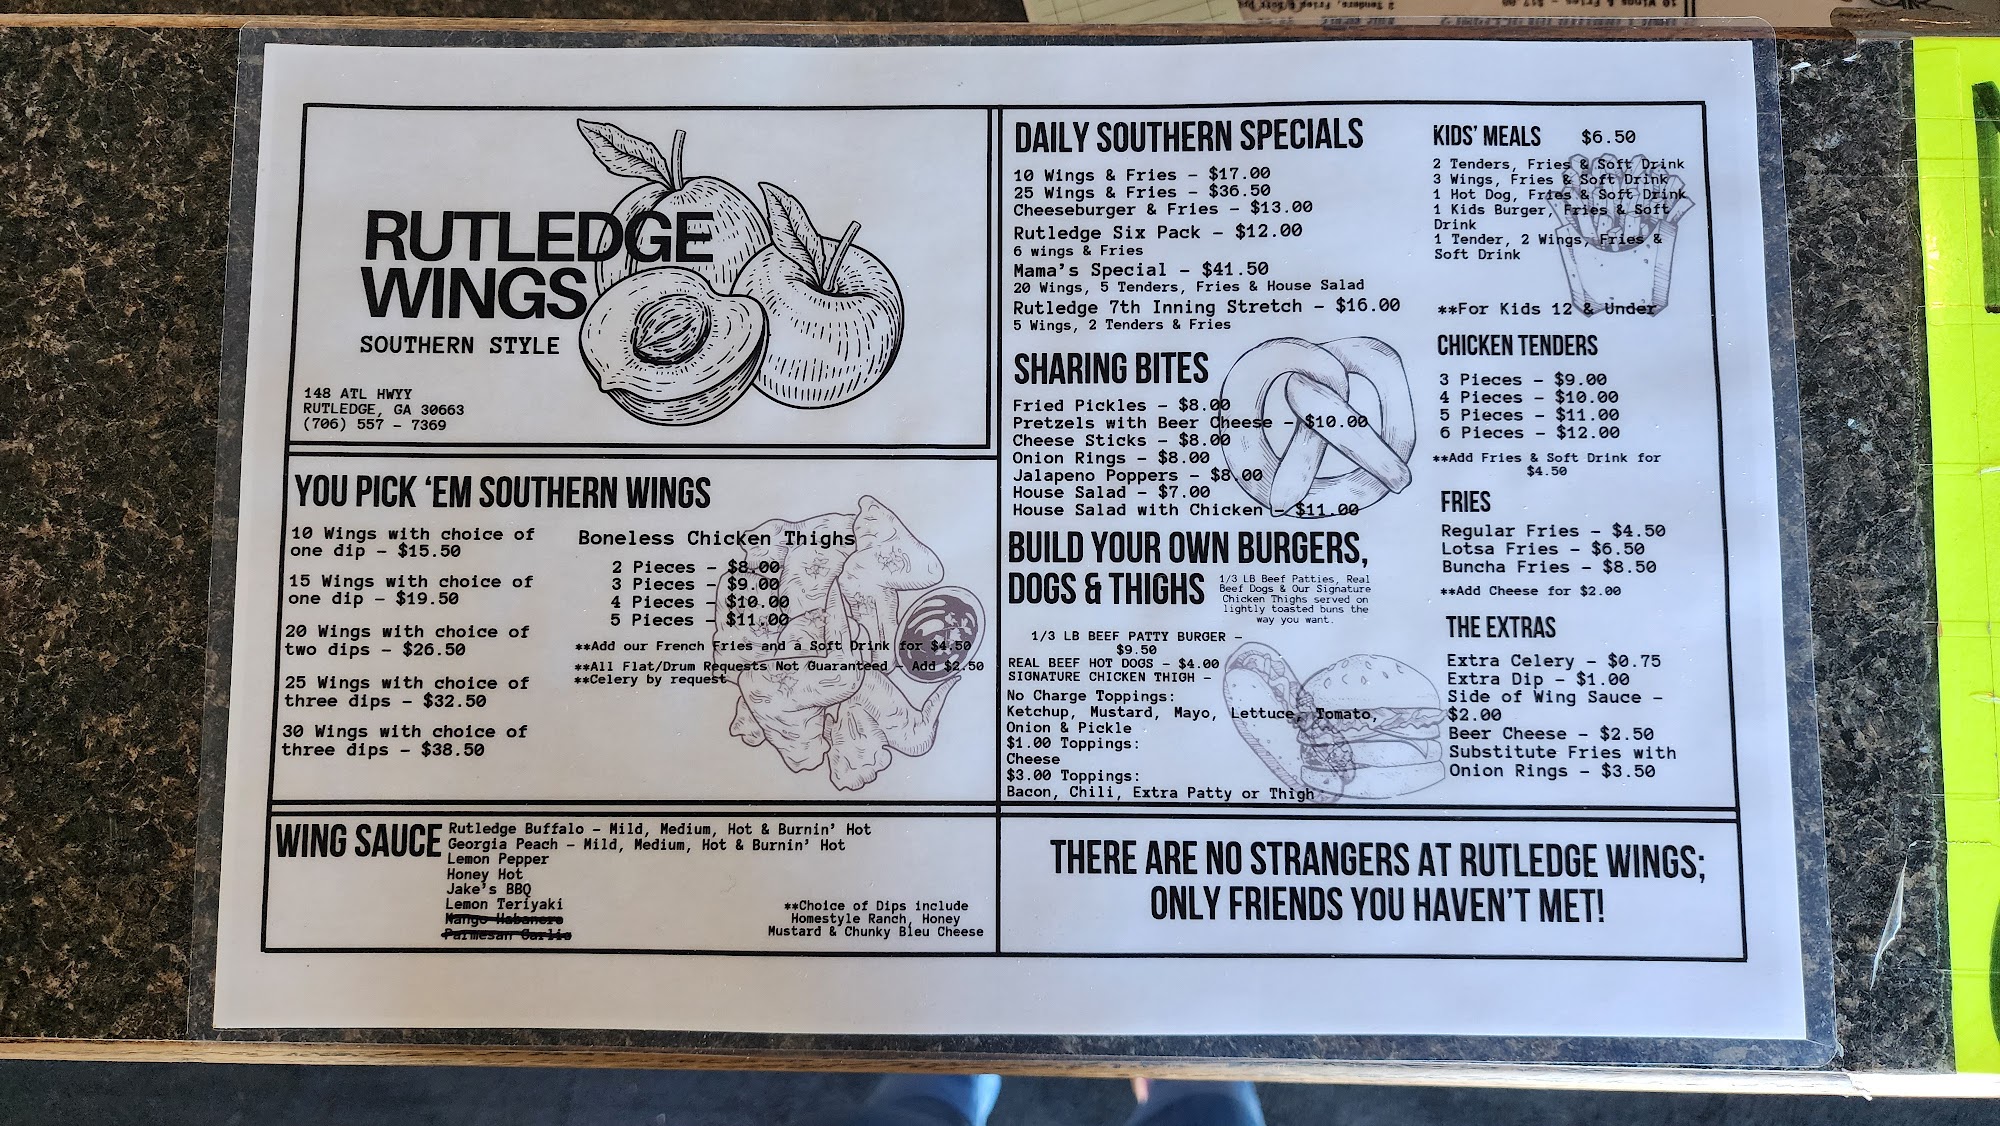 RUTLEDGE
WINGS
SOUTHERN STYLE
148 ATL HWYY
RUTLEDGE, GA 30663
(706) 557 - 7369
YOU PICK 'EM SOUTHERN WINGS
10 Wings with choice of
one dip - $15.50
15 Wings with choice of
one dip - $19.50
20 Wings with choice of
two dips - $26.50
25 Wings with choice of
three dips - $32.50
30 Wings with choice of
three dips - $38.50
Boneless Chicken Thighs
2 Pieces - $8.00
3 Pieces - $9.00
4 Pieces - $10.00
5 Pieces - $11.00
**Add our French Fries and a Soft Drink for $4.50
**All Flat/Drum Requests Not Guaranteed - Add $2.50
**Celery by request
WING SAUCE
Rutledge Buffalo - Mild, Medium, Hot & Burnin' Hot
Georgia Peach - Mild, Medium, Hot & Burnin' Hot
Lemon Pepper
Honey Hot
Jake's BBQ
Lemon Teriyaki
Mango Habanero
Parmesan Garlic
**Choice of Dips include
Homestyle Ranch, Honey
Mustard & Chunky Bleu Cheese
DAILY SOUTHERN SPECIALS
10 Wings & Fries - $17.00
25 Wings & Fries - $36.50
Cheeseburger & Fries - $13.00
Rutledge Six Pack - $12.00
6 wings & Fries
Mama's Special - $41.50
20 Wings, 5 Tenders, Fries & House Salad
Rutledge 7th Inning Stretch - $16.00
5 Wings, 2 Tenders & Fries
SHARING BITES
Fried Pickles - $8.00
Pretzels with Beer Cheese - $10.00
Cheese Sticks - $8.00
Onion Rings - $8.00
Jalapeno Poppers - $8.00
House Salad - $7.00
House Salad with Chicken - $11.00
BUILD YOUR OWN BURGERS,
DOGS & THIGHS
1/3 LB Beef Patties, Real
Beef Dogs & Our Signature
Chicken Thighs served on
lightly toasted buns the
way you want.
1/3 LB BEEF PATTY BURGER -
$9.50
REAL BEEF HOT DOGS - $4.00
SIGNATURE CHICKEN THIGH -
No Charge Toppings:
Ketchup, Mustard, Mayo, Lettuce, Tomato,
Onion & Pickle
$1.00 Toppings:
Cheese
$3.00 Toppings:
Bacon, Chili, Extra Patty or Thigh
KIDS' MEALS $6.50
2 Tenders, Fries & Soft Drink
3 Wings, Fries & Soft Drink
1 Hot Dog, Fries & Soft Drink
1 Kids Burger, Fries & Soft
Drink
1 Tender, 2 Wings, Fries &
Soft Drink
**For Kids 12 & Under
CHICKEN TENDERS
3 Pieces - $9.00
4 Pieces - $10.00
5 Pieces - $11.00
6 Pieces - $12.00
**Add Fries & Soft Drink for
$4.50
FRIES
Regular Fries - $4.50
Lotsa Fries - $6.50
Buncha Fries - $8.50
**Add Cheese for $2.00
THE EXTRAS
Extra Celery - $0.75
Extra Dip - $1.00
Side of Wing Sauce -
$2.00
Beer Cheese - $2.50
Substitute Fries with
Onion Rings - $3.50
THERE ARE NO STRANGERS AT RUTLEDGE WINGS;
ONLY FRIENDS YOU HAVEN'T MET!